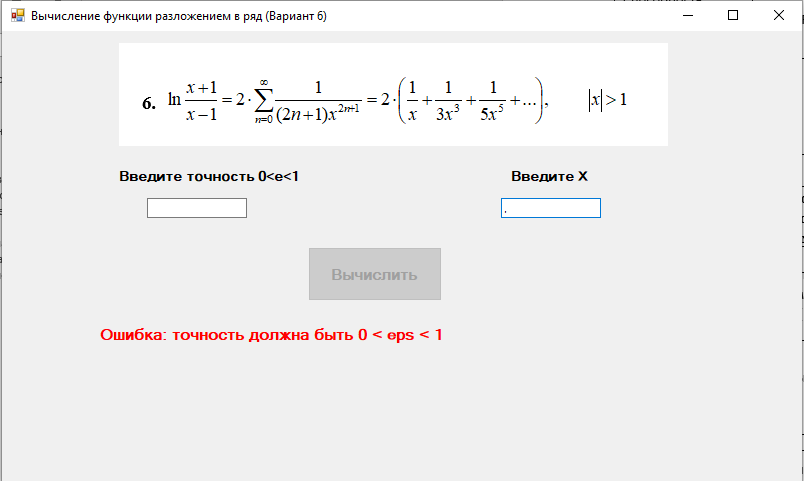 Вычисление функции разложением в ряд (Вариант 6)
6. ln (x+1)/(x−1) = 2·∑_{n=0}^{∞} 1/((2n+1)x^{2n+1}) = 2·(1/x + 1/(3x^3) + 1/(5x^5) + ...), |x|>1
Введите точность 0<e<1 Введите X
.
Вычислить
Ошибка: точность должна быть 0 < eps < 1